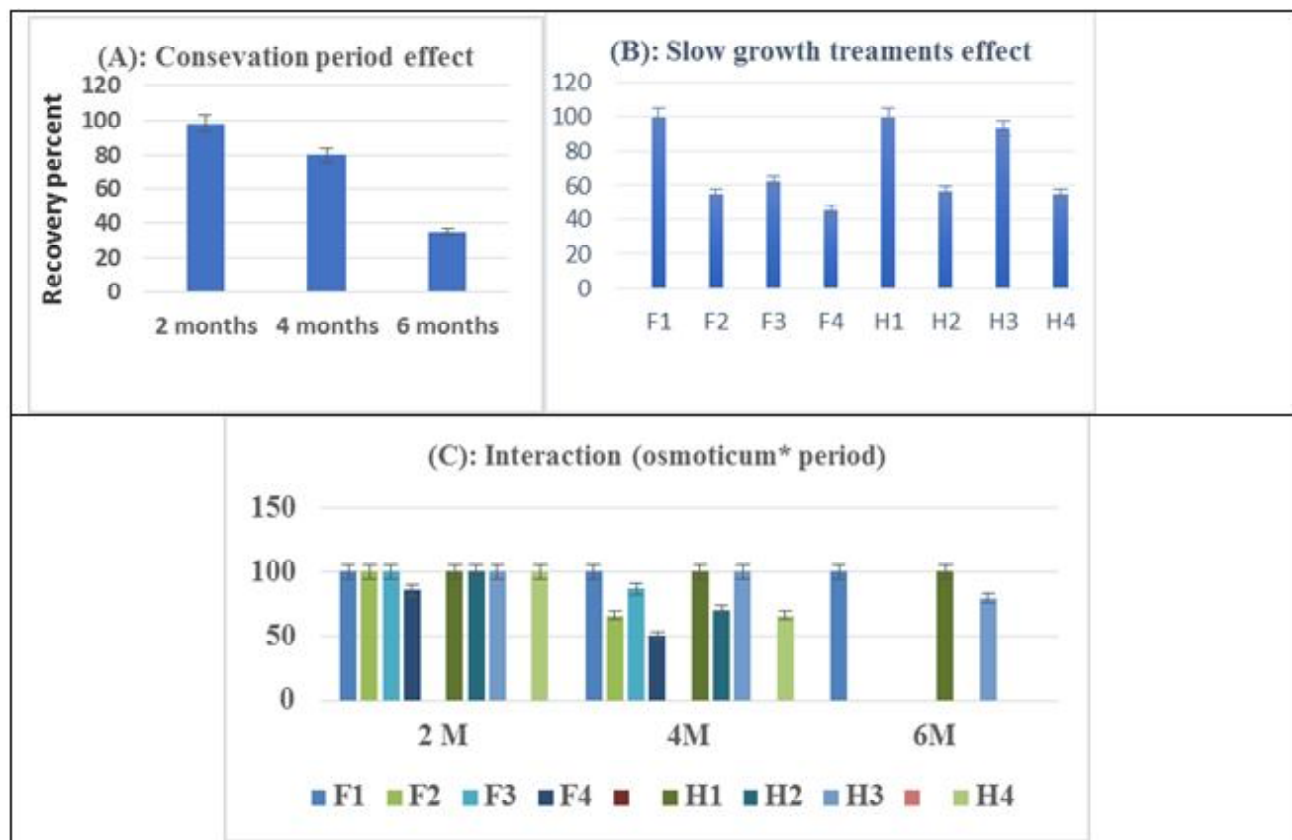 (A): Consevation period effect
Recovery percent
120
100
80
60
40
20
0
2 months 4 months 6 months
(B): Slow growth treaments effect
120
100
80
60
40
20
0
F1 F2 F3 F4 H1 H2 H3 H4
(C): Interaction (osmoticum* period)
150
100
50
0
2 M 4M 6M
F1 F2 F3 F4 H1 H2 H3 H4